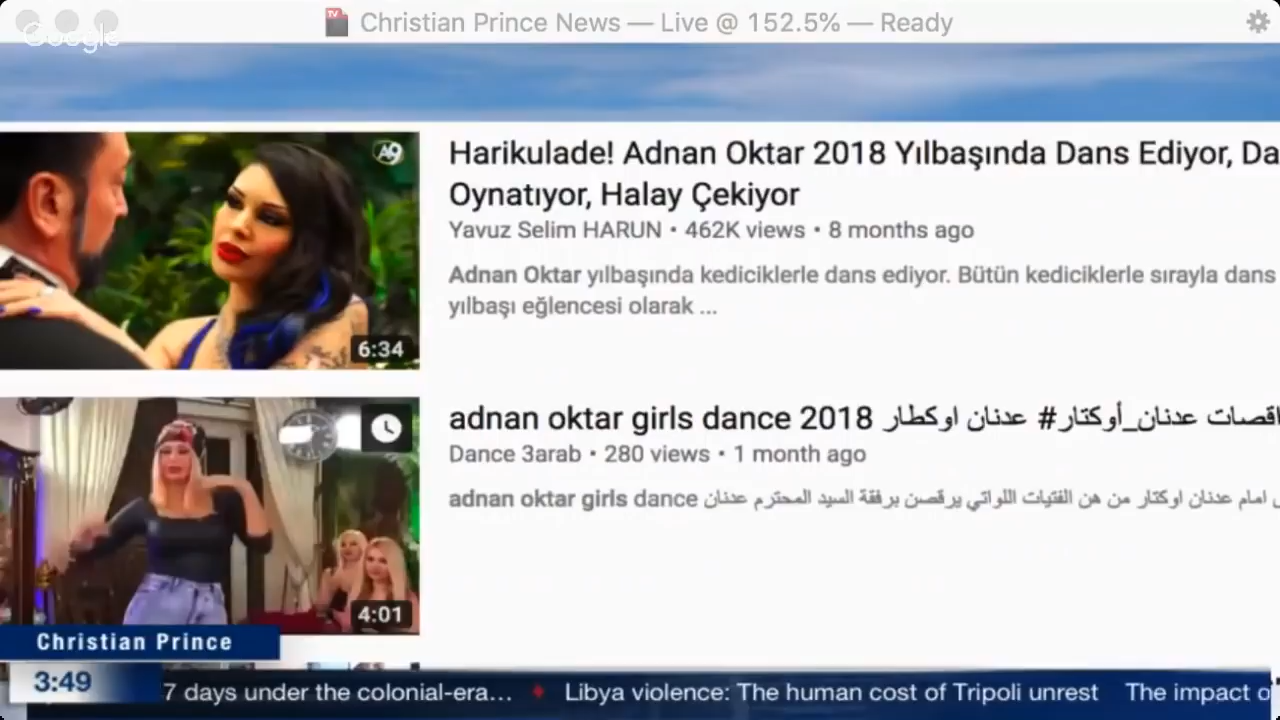 Christian Prince News — Live @ 152.5% — Ready
Google
A9
6:34
Harikulade! Adnan Oktar 2018 Yılbaşında Dans Ediyor, Da
Oynatıyor, Halay Çekiyor
Yavuz Selim HARUN • 462K views • 8 months ago
Adnan Oktar yılbaşında kediciklerle dans ediyor. Bütün kediciklerle sırayla dans
yılbaşı eğlencesi olarak ...
4:01
adnan oktar girls dance 2018 اقصات عدنان_أوكتار# عدنان اوكطار
Dance 3arab • 280 views • 1 month ago
adnan oktar girls dance امام عدنان اوكتار من هن الفتيات اللواتي يرقصن برفقة السيد المحترم عدنان
Christian Prince
3:49
7 days under the colonial-era... ♦ Libya violence: The human cost of Tripoli unrest The impact o